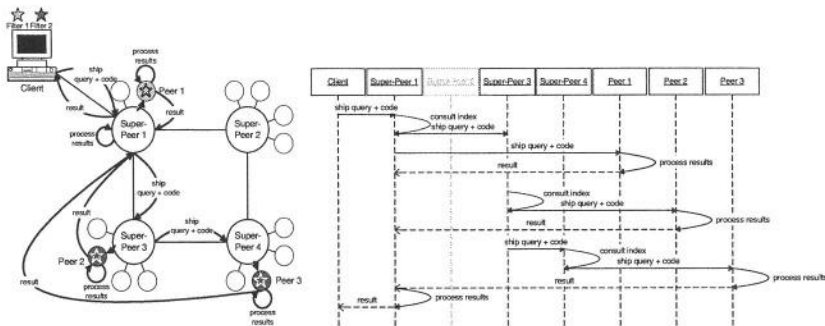 Filter 1 Filter 2
Client
ship
query + code
result
process
results
Peer 1
result
Super-
Peer 1
process
results
Super-
Peer 2
ship
query + code
result
result
Super-
Peer 3
ship
query + code
Super-
Peer 4
Peer 2
process
results
Peer 3
process
results
Client
Super-Peer 1
Super-Peer 2
Super-Peer 3
Super-Peer 4
Peer 1
Peer 2
Peer 3
ship query + code
consult index
ship query + code
ship query + code
process results
result
consult index
ship query + code
process results
result
ship query + code
consult index
ship query + code
process results
result
process results
result